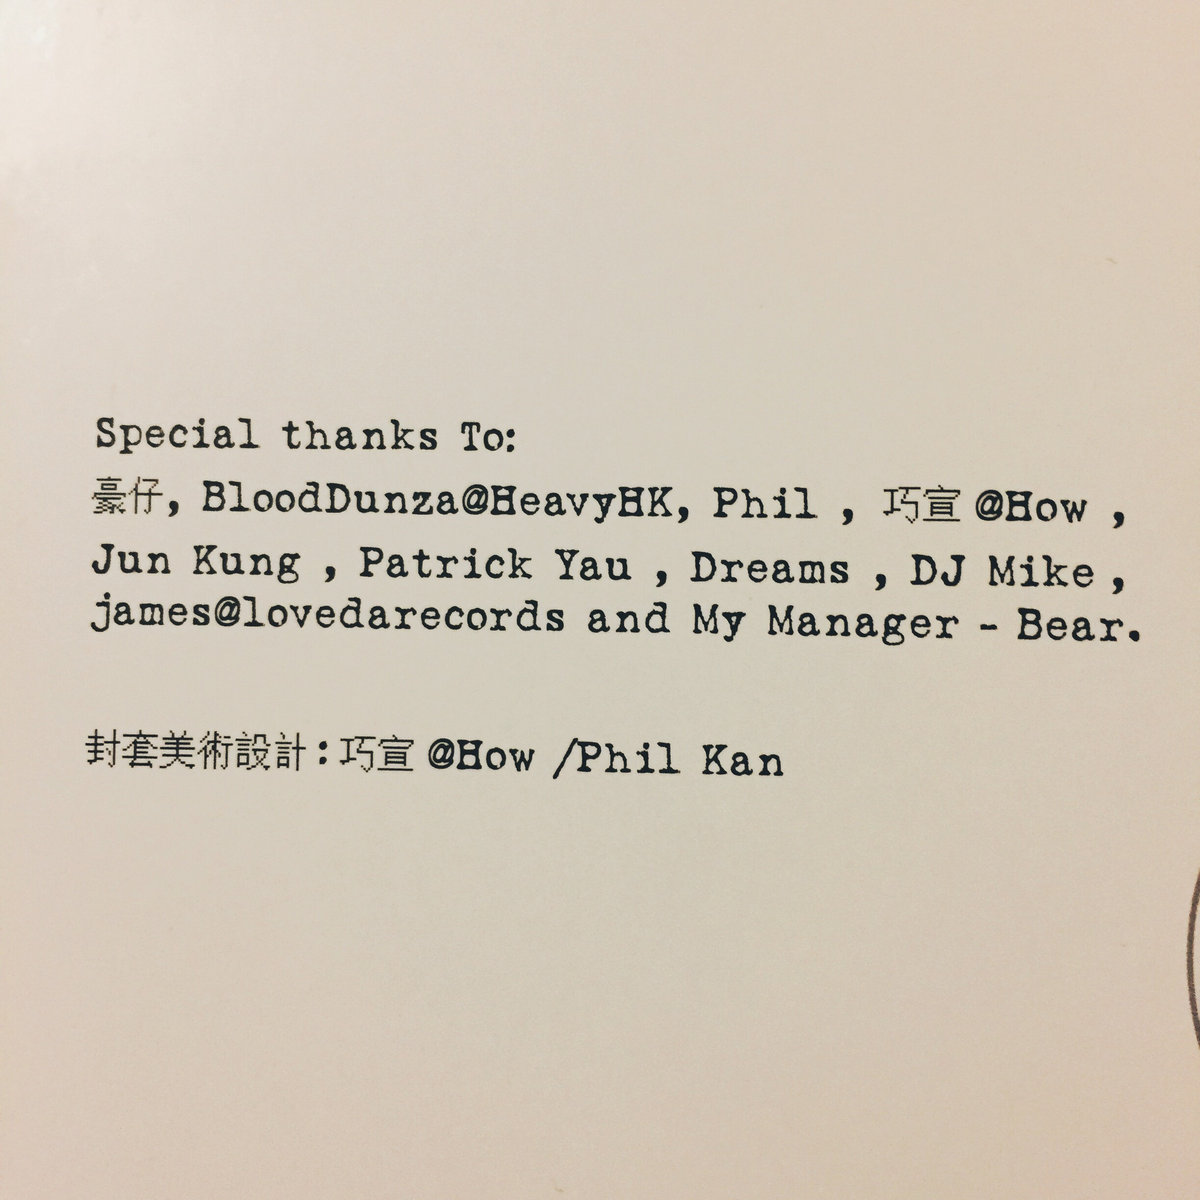 Special thanks To:
豪仔, BloodDunza@HeavyHK, Phil , 巧宣 @How ,
Jun Kung , Patrick Yau , Dreams , DJ Mike ,
james@lovedarecords and My Manager - Bear.
封套美術設計:巧宣 @How /Phil Kan